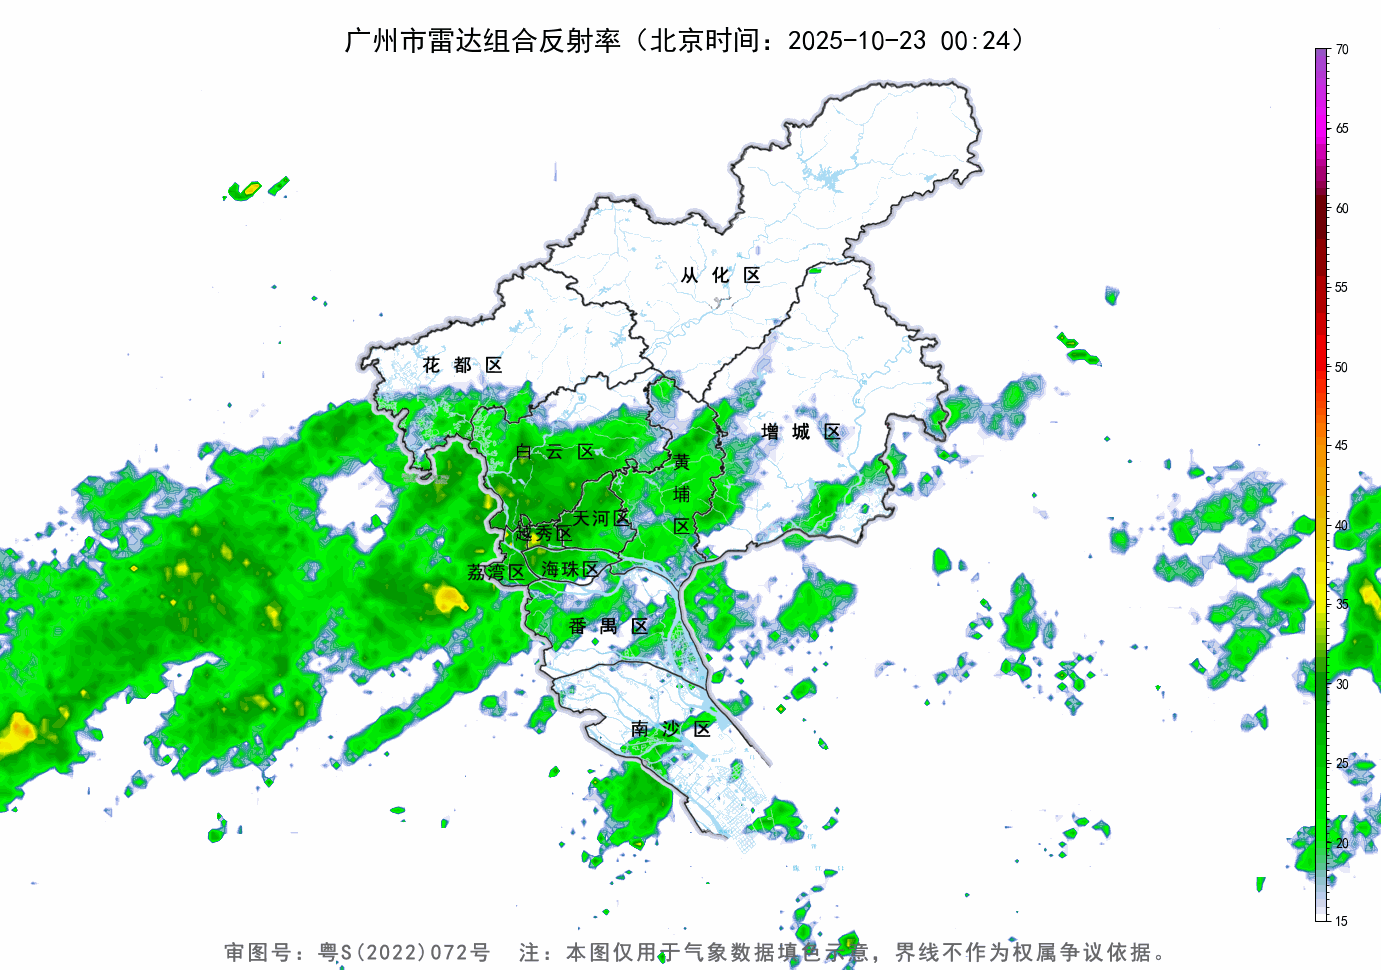 广州市雷达组合反射率（北京时间：2025-10-23 00:24）
70
65
60
55
50
45
40
35
30
25
20
15
从化区
花都区
增城区
白云区
黄埔区
天河区
越秀区
荔湾区
海珠区
番禺区
南沙区
审图号：粤S(2022)072号 注：本图仅用于气象数据填色示意，界线不作为权属争议依据。